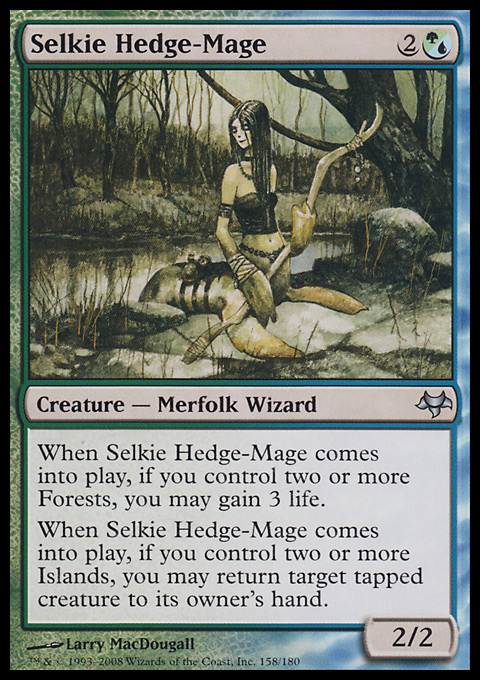 Selkie Hedge-Mage 2
Creature — Merfolk Wizard
When Selkie Hedge-Mage comes
into play, if you control two or more
Forests, you may gain 3 life.
When Selkie Hedge-Mage comes
into play, if you control two or more
Islands, you may return target tapped
creature to its owner's hand.
2/2
Larry MacDougall
™ & © 1993-2008 Wizards of the Coast, Inc. 158/180